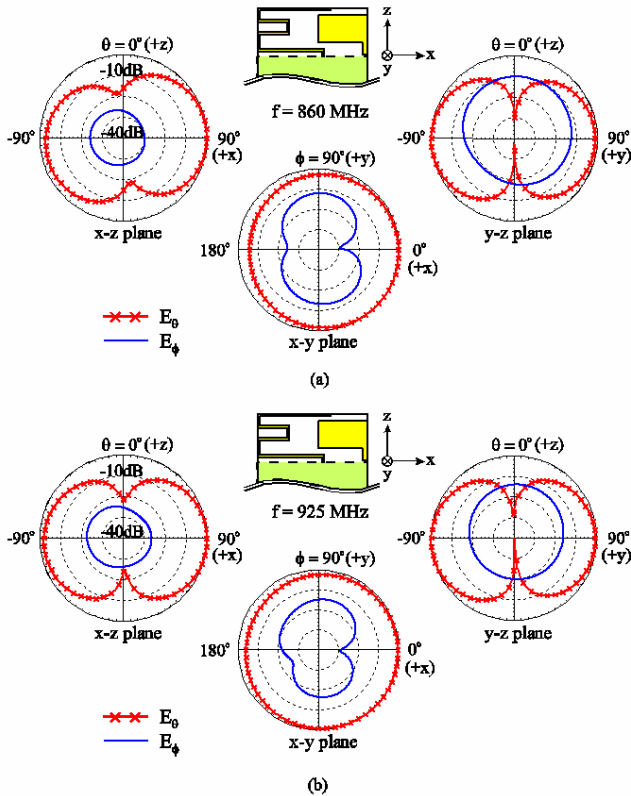 θ = 0° (+z)
-10dB
-40dB
-90°
90°
(+x)
x-z plane
z
x
y
f = 860 MHz
θ = 0° (+z)
-90°
90°
(+y)
y-z plane
ϕ = 90° (+y)
180°
0°
(+x)
x-y plane
Eθ
Eϕ
(a)
θ = 0° (+z)
-10dB
-40dB
-90°
90°
(+x)
x-z plane
z
x
y
f = 925 MHz
θ = 0° (+z)
-90°
90°
(+y)
y-z plane
ϕ = 90° (+y)
180°
0°
(+x)
x-y plane
Eθ
Eϕ
(b)